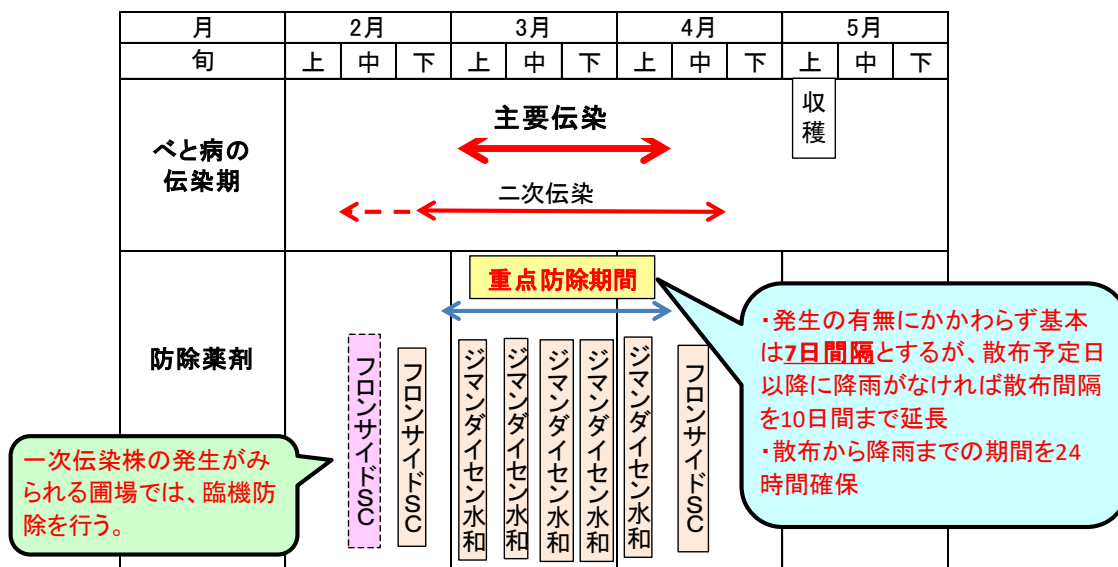 月 2月 3月 4月 5月
旬 上 中 下 上 中 下 上 中 下 上 中 下
べと病の
伝染期
主要伝染
二次伝染
収穫
防除薬剤
重点防除期間
フロンサイドSC
フロンサイドSC
ジマンダイセン水和
ジマンダイセン水和
ジマンダイセン水和
ジマンダイセン水和
ジマンダイセン水和
フロンサイドSC
・発生の有無にかかわらず基本
は7日間隔とするが、散布予定日
以降に降雨がなければ散布間隔
を10日間まで延長
・散布から降雨までの期間を24
時間確保
一次伝染株の発生がみ
られる圃場では、臨機防
除を行う。